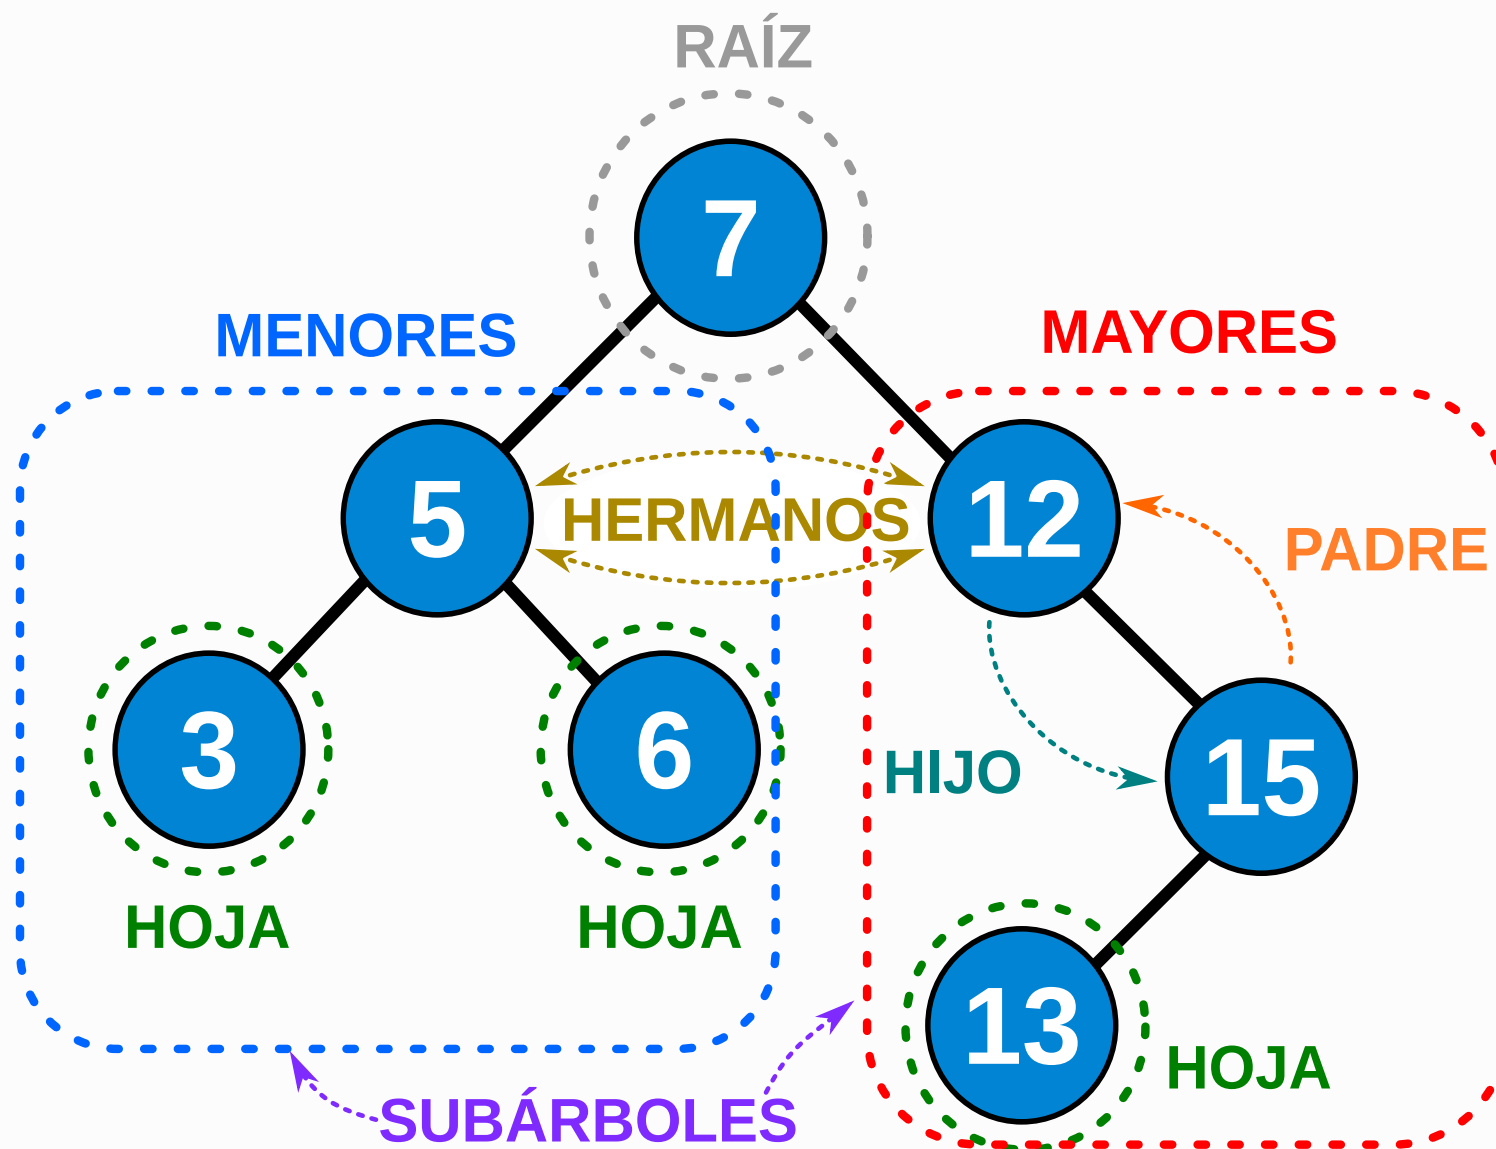 RAÍZ
7
MENORES
MAYORES
5
HERMANOS
12
PADRE
3
6
HIJO
15
HOJA
HOJA
13
HOJA
SUBÁRBOLES